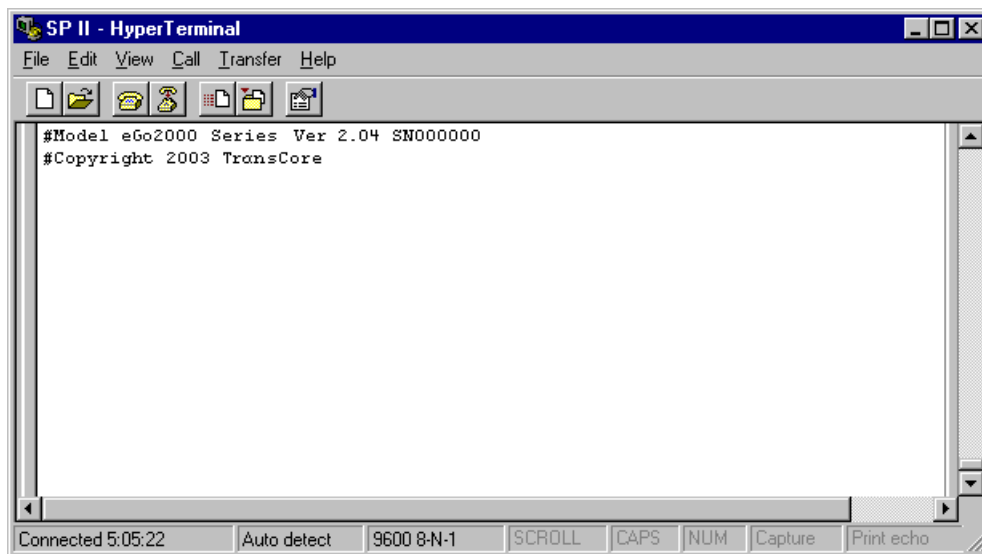 SP II - HyperTerminal
File Edit View Call Transfer Help
#Model eGo2000 Series Ver 2.04 SN000000
#Copyright 2003 TransCore
Connected 5:05:22 Auto detect 9600 8-N-1 SCROLL CAPS NUM Capture Print echo